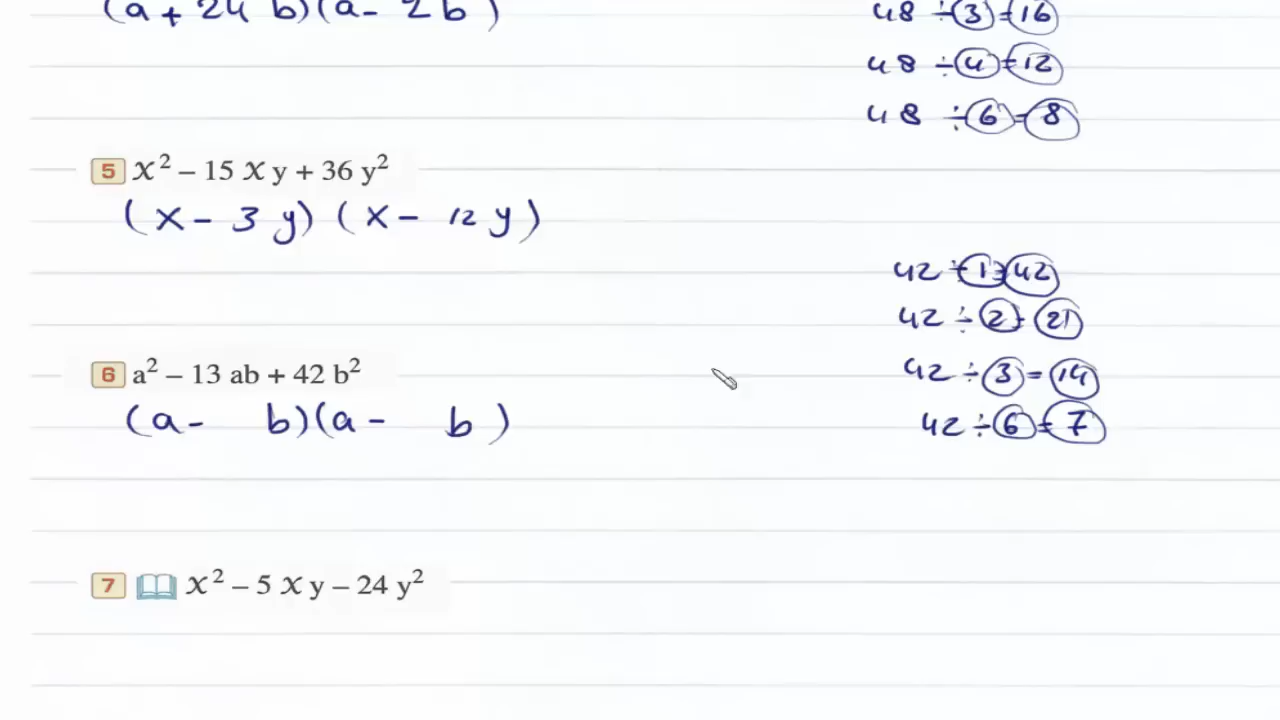 (a + 24 b)(a - 2 b)
48 ÷ 3 = 16
48 ÷ 4 = 12
48 ÷ 6 = 8
5 x² – 15 x y + 36 y²
(x - 3 y) (x - 12 y)
42 ÷ 1 = 42
42 ÷ 2 = 21
6 a² – 13 ab + 42 b²
42 ÷ 3 = 14
(a - b)(a - b)
42 ÷ 6 = 7
7 x² – 5 x y – 24 y²